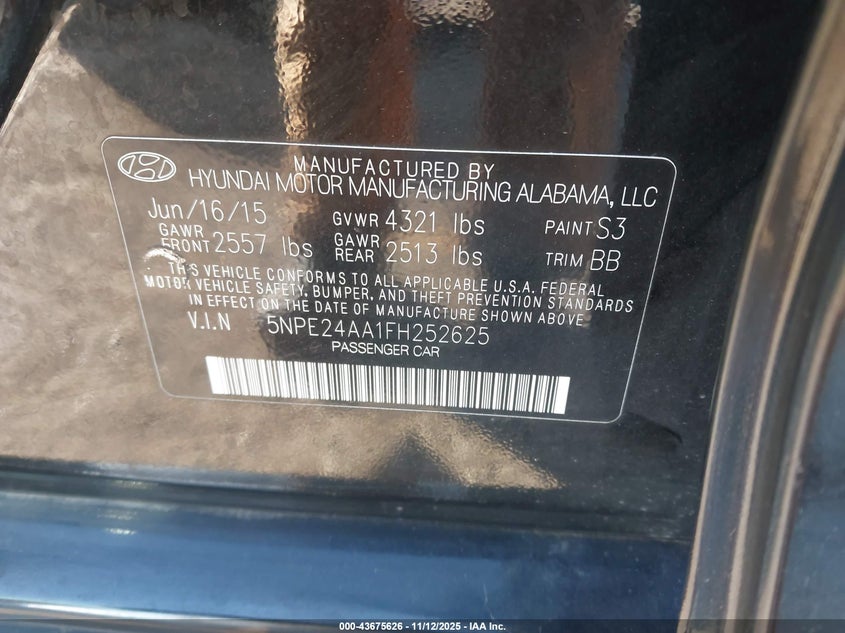 MANUFACTURED BY
HYUNDAI MOTOR MANUFACTURING ALABAMA, LLC
Jun/16/15 GVWR 4321 lbs PAINT S3
GAWR FRONT 2557 lbs GAWR REAR 2513 lbs TRIM BB
THIS VEHICLE CONFORMS TO ALL APPLICABLE U.S.A. FEDERAL
MOTOR VEHICLE SAFETY, BUMPER, AND THEFT PREVENTION STANDARDS
IN EFFECT ON THE DATE OF MANUFACTURE SHOWN ABOVE
V.I.N 5NPE24AA1FH252625
PASSENGER CAR
000-43675626 - 11/12/2025 - IAA Inc.